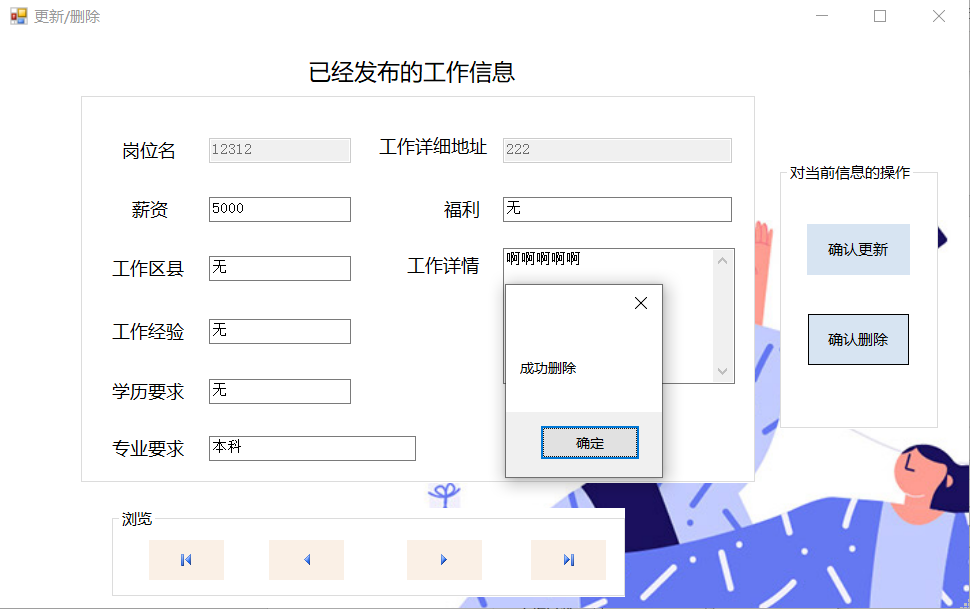 更新/删除
已经发布的工作信息
岗位名 12312 工作详细地址 222
薪资 5000 福利 无
工作区县 无 工作详情 啊啊啊啊啊
工作经验 无
学历要求 无
专业要求 本科
对当前信息的操作
确认更新
确认删除
成功删除
确定
浏览